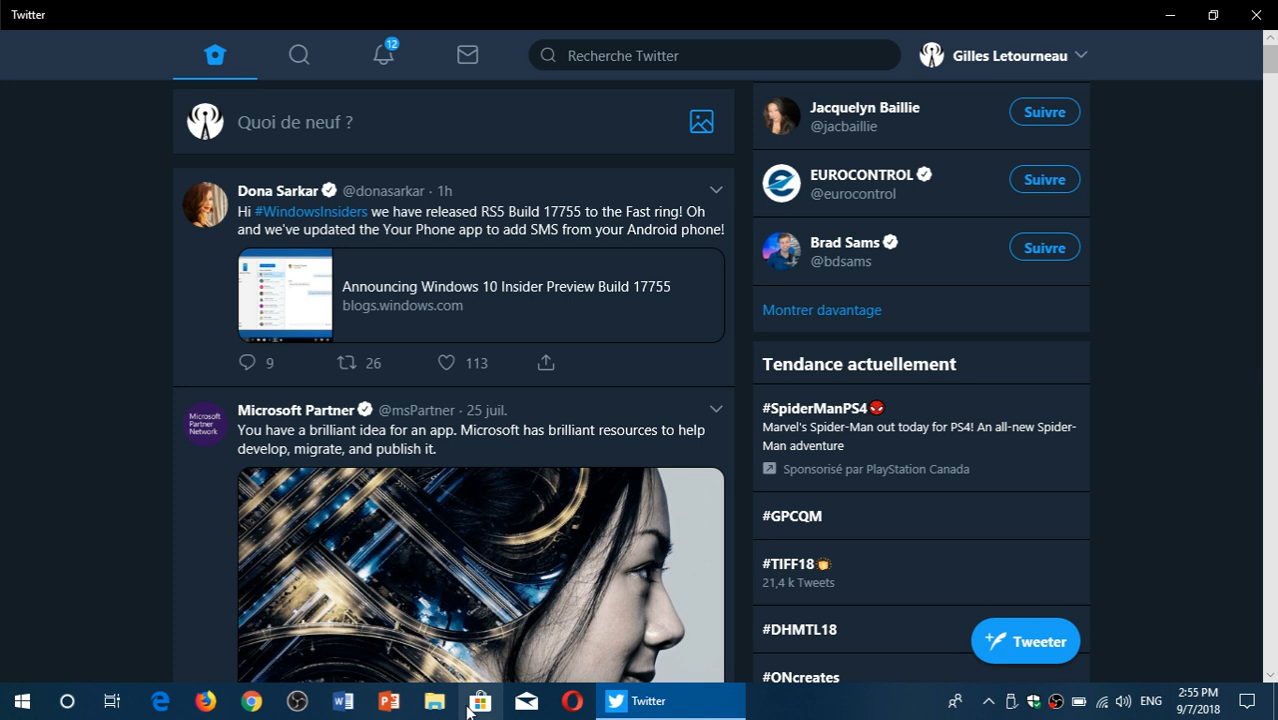 Twitter
12
Recherche Twitter
Gilles Letourneau
Quoi de neuf ?
Dona Sarkar @donasarkar · 1h
Hi #WindowsInsiders we have released RS5 Build 17755 to the Fast ring! Oh
and we've updated the Your Phone app to add SMS from your Android phone!
Announcing Windows 10 Insider Preview Build 17755
blogs.windows.com
9 26 113
Microsoft
Partner
Network
Microsoft Partner @msPartner · 25 juil.
You have a brilliant idea for an app. Microsoft has brilliant resources to help
develop, migrate, and publish it.
Jacquelyn Baillie
@jacbaillie
Suivre
EUROCONTROL
@eurocontrol
Suivre
Brad Sams
@bdsams
Suivre
Montrer davantage
Tendance actuellement
#SpiderManPS4
Marvel's Spider-Man out today for PS4! An all-new Spider-
Man adventure
Sponsorisé par PlayStation Canada
#GPCQM
#TIFF18
21,4 k Tweets
#DHMTL18
#ONcreates
Tweeter
Twitter
ENG
2:55 PM
9/7/2018